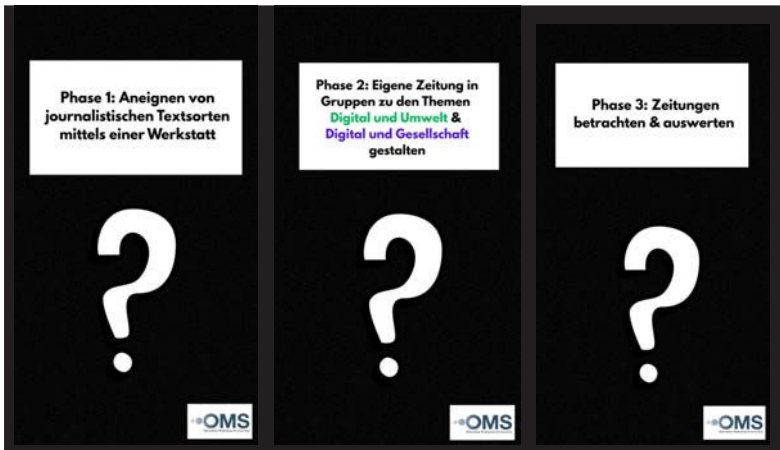 Phase 1: Aneignen von
journalistischen Textsorten
mittels einer Werkstatt
?
OMS
Phase 2: Eigene Zeitung in
Gruppen zu den Themen
Digital und Umwelt &
Digital und Gesellschaft
gestalten
?
OMS
Phase 3: Zeitungen
betrachten & auswerten
?
OMS